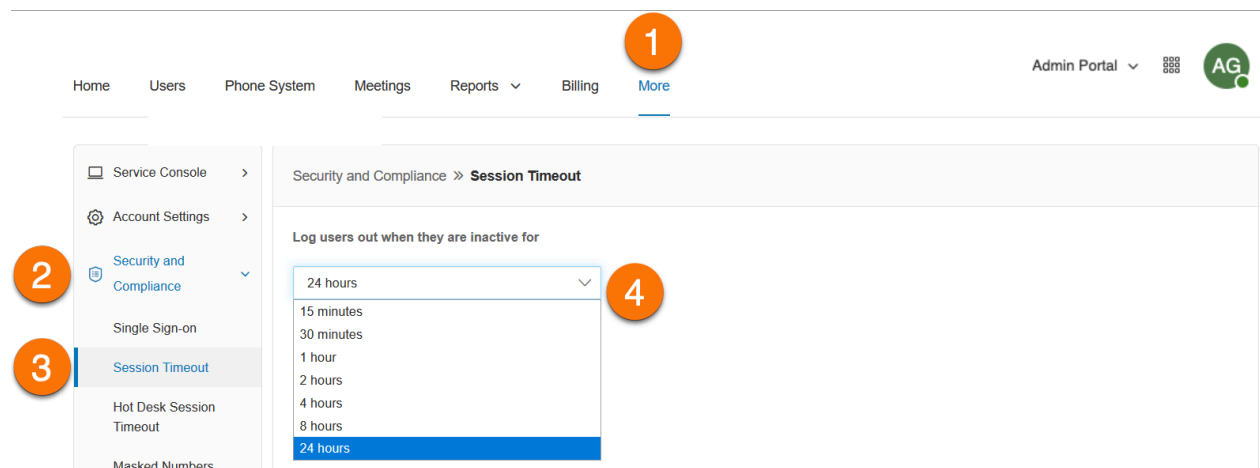 1
Home Users Phone System Meetings Reports Billing More
Admin Portal
AG
Service Console
Account Settings
2
Security and
Compliance
Single Sign-on
3
Session Timeout
Hot Desk Session
Timeout
Masked Numbers
Security and Compliance » Session Timeout
Log users out when they are inactive for
24 hours
4
15 minutes
30 minutes
1 hour
2 hours
4 hours
8 hours
24 hours